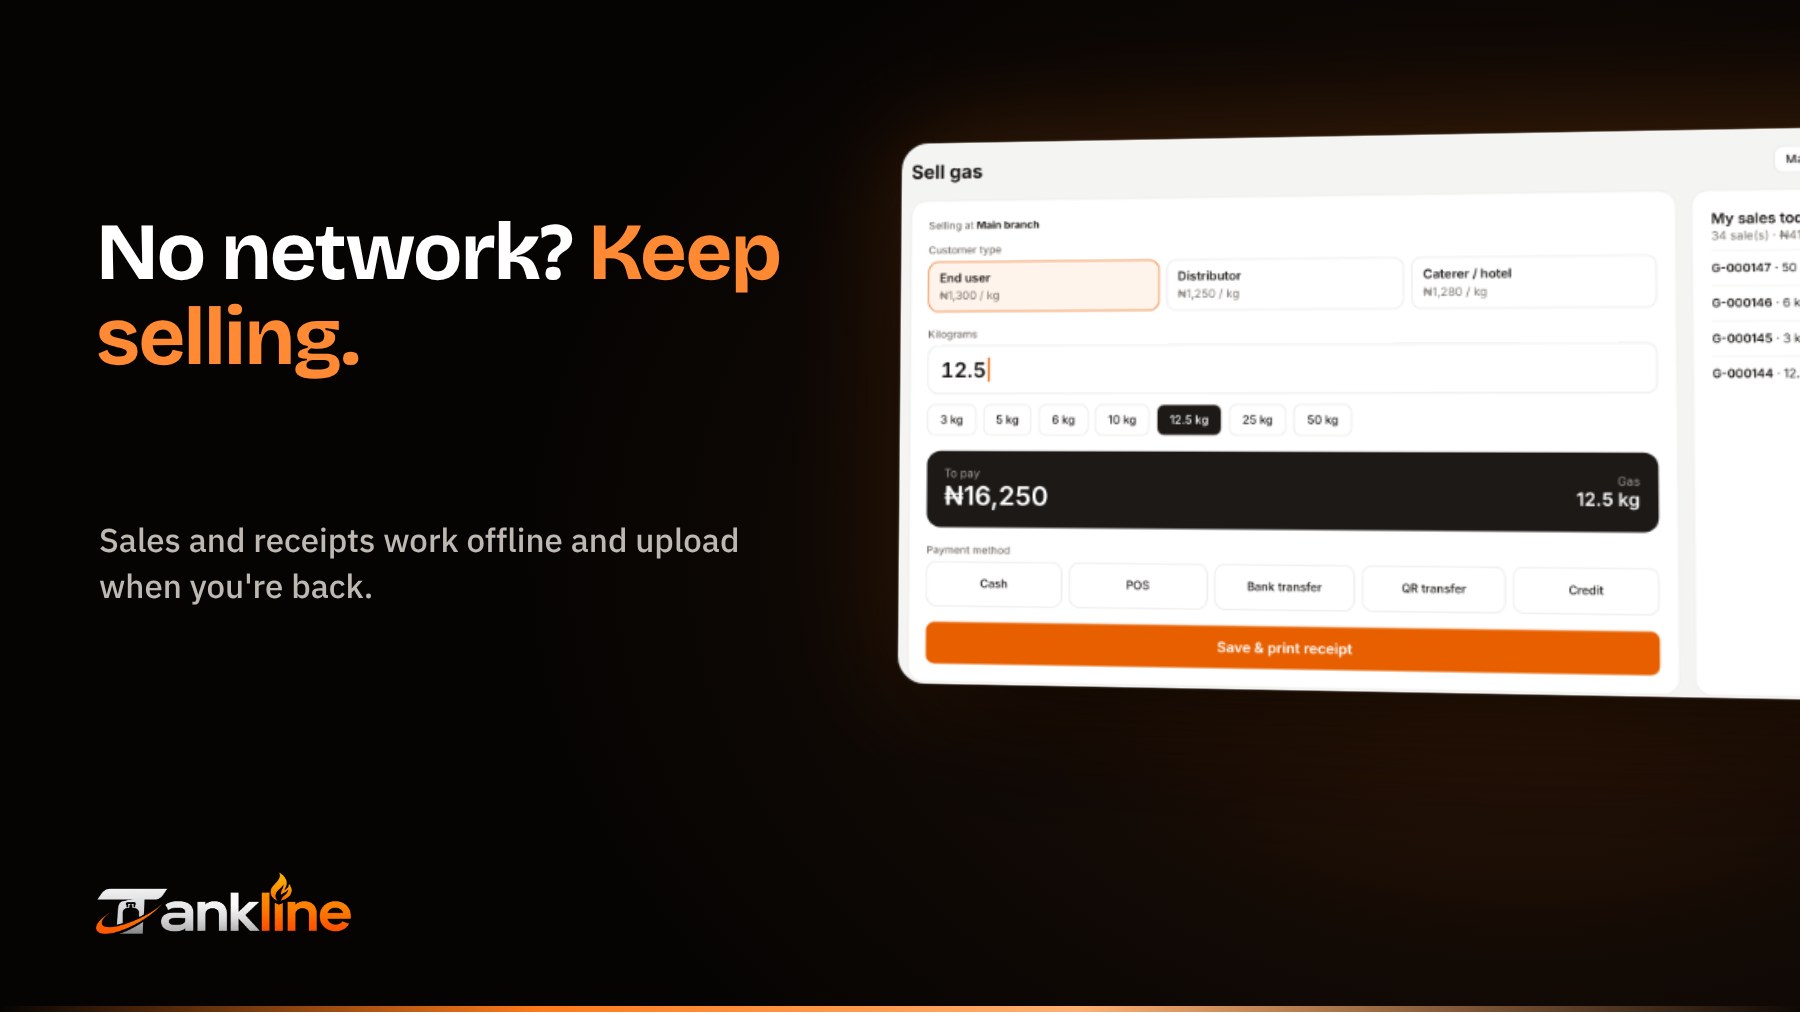 No network? Keep
selling.
Sales and receipts work offline and upload
when you're back.
Tankline
Sell gas
Selling at Main branch
Customer type
End user
₦1,300 / kg
Distributor
₦1,250 / kg
Caterer / hotel
₦1,280 / kg
Kilograms
12.5
3 kg
5 kg
6 kg
10 kg
12.5 kg
25 kg
50 kg
To pay
₦16,250
Gas
12.5 kg
Payment method
Cash
POS
Bank transfer
QR transfer
Credit
Save & print receipt
My sales
34 sale(s) ·
G-000147 · 50
G-000146 · 6
G-000145 · 3
G-000144 · 12.